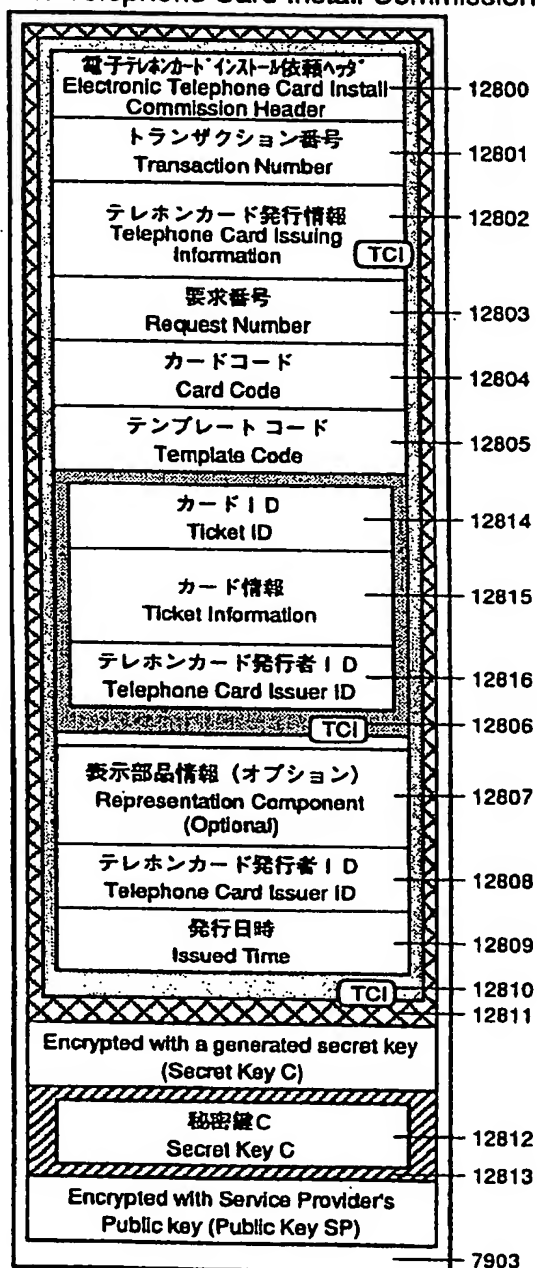 Telephone Card Install Commission
電子テレホンカードインストール依頼ヘッダ
Electronic Telephone Card Install
Commission Header
12800
トランザクション番号
Transaction Number
12801
テレホンカード発行情報
Telephone Card Issuing
Information
TCI
12802
要求番号
Request Number
12803
カードコード
Card Code
12804
テンプレート コード
Template Code
12805
カードID
Ticket ID
12814
カード情報
Ticket Information
12815
テレホンカード発行者ID
Telephone Card Issuer ID
12816
TCI
12806
表示部品情報(オプション)
Representation Component
(Optional)
12807
テレホンカード発行者ID
Telephone Card Issuer ID
12808
発行日時
Issued Time
12809
TCI
12810
12811
Encrypted with a generated secret key
(Secret Key C)
秘密鍵C
Secret Key C
12812
12813
Encrypted with Service Provider's
Public key (Public Key SP)
7903